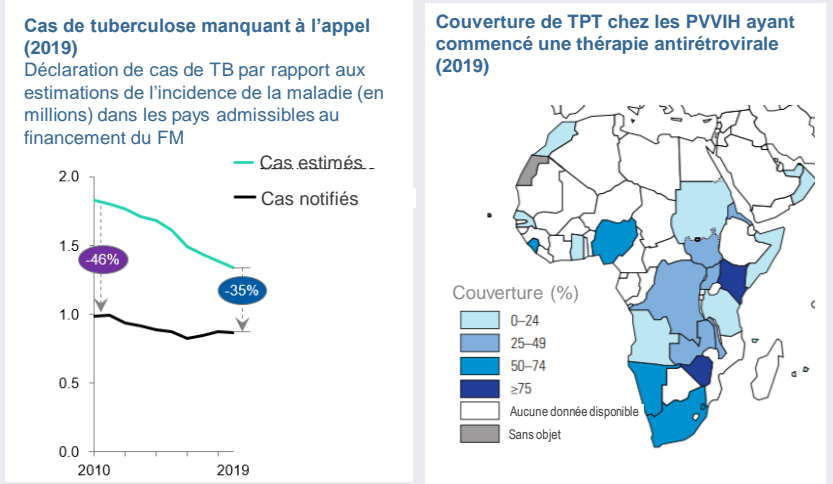 Cas de tuberculose manquant à l'appel
(2019)
Déclaration de cas de TB par rapport aux
estimations de l'incidence de la maladie (en
millions) dans les pays admissibles au
financement du FM
Cas estimés
Cas notifiés
2.0
1.5
1.0
0.5
0.0
-46%
-35%
2010
2019
Couverture de TPT chez les PVVIH ayant
commencé une thérapie antirétrovirale
(2019)
Couverture (%)
0–24
25–49
50–74
≥75
Aucune donnée disponible
Sans objet